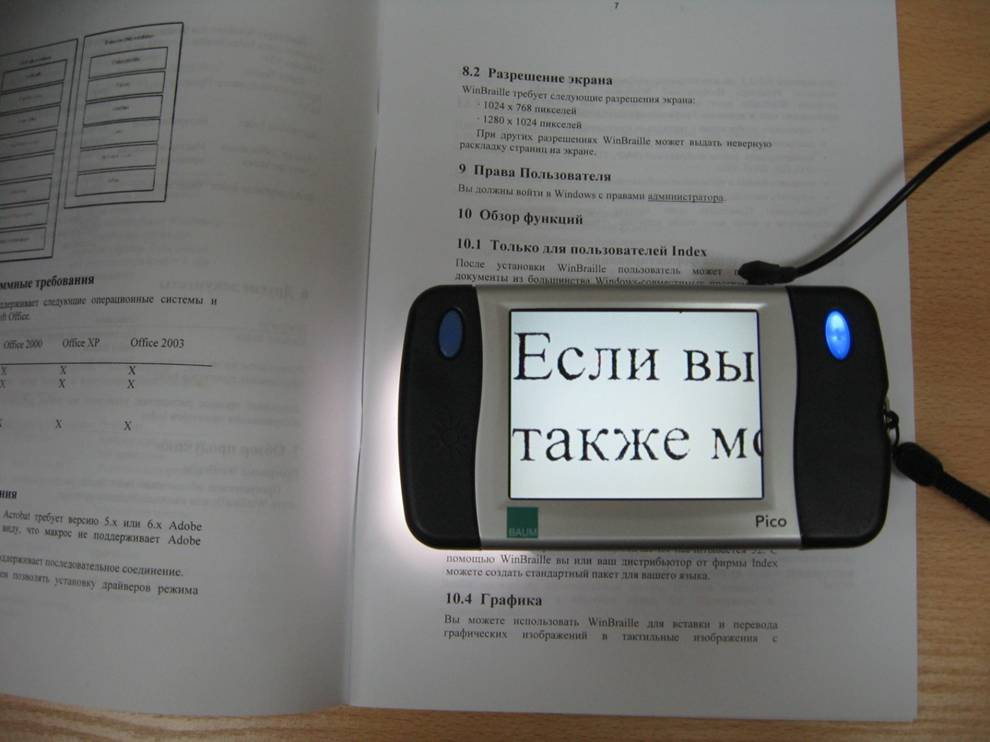 ммные требования
ддерживает следующие операционные системы и
ft Office.
Office 2000 Office XP Office 2003
X X X
X X X
X X X
ния
Acrobat требует версию 5.x или 6.x Adobe
виду, что макрос не поддерживает Adobe
оддерживает последовательное соединение.
ен позволять установку драйверов режима
7
8.2 Разрешение экрана
WinBraille требует следующие разрешения экрана:
· 1024 x 768 пикселей
· 1280 x 1024 пикселей
При других разрешениях WinBraille может выдать неверную
раскладку страниц на экране.
9 Права Пользователя
Вы должны войти в Windows с правами администратора.
10 Обзор функций
10.1 Только для пользователей Index
После установки WinBraille пользователь может
документы из большинства Windows-совместимых
Если вы
также мо
BAUM
Pico
помощью WinBraille вы или ваш дистрибьютор от фирмы Index
можете создать стандартный пакет для вашего языка.
10.4 Графика
Вы можете использовать WinBraille для вставки и перевода
графических изображений в тактильные изображения с